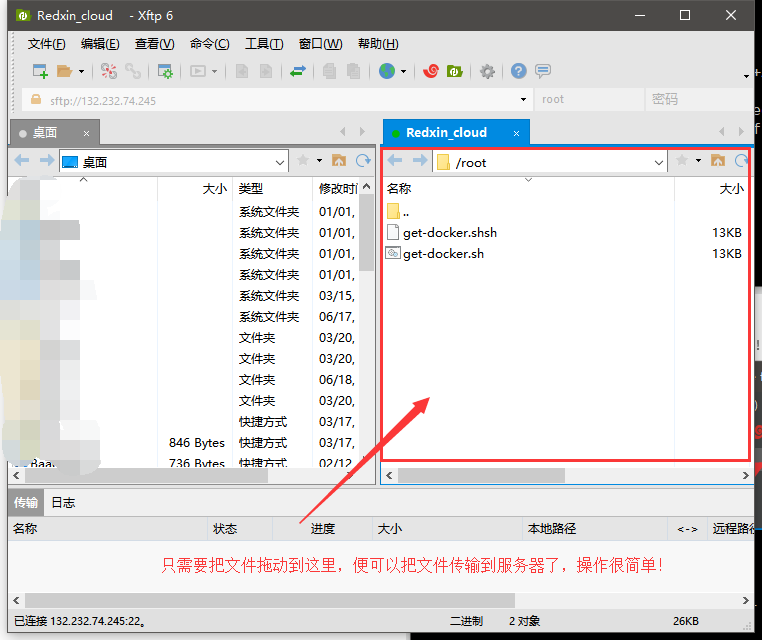 Redxin_cloud - Xftp 6
文件(F) 编辑(E) 查看(V) 命令(C) 工具(T) 窗口(W) 帮助(H)
sftp://132.232.74.245 root 密码
桌面 × Redxin_cloud ×
桌面 /root
大小 类型 修改时间 名称 大小
系统文件夹 01/01, ..
系统文件夹 01/01, get-docker.shsh 13KB
系统文件夹 01/01, get-docker.sh 13KB
系统文件夹 01/01,
系统文件夹 03/15,
系统文件夹 06/17,
文件夹 03/20,
文件夹 03/20,
文件夹 06/18,
文件夹 03/20,
快捷方式 03/17,
846 Bytes 快捷方式 03/17,
736 Bytes 快捷方式 02/12
传输 日志
名称 状态 进度 大小 本地路径 <-> 远程路径
只需要把文件拖动到这里，便可以把文件传输到服务器了，操作很简单！
已连接 132.232.74.245:22。 二进制 2 对象 26KB